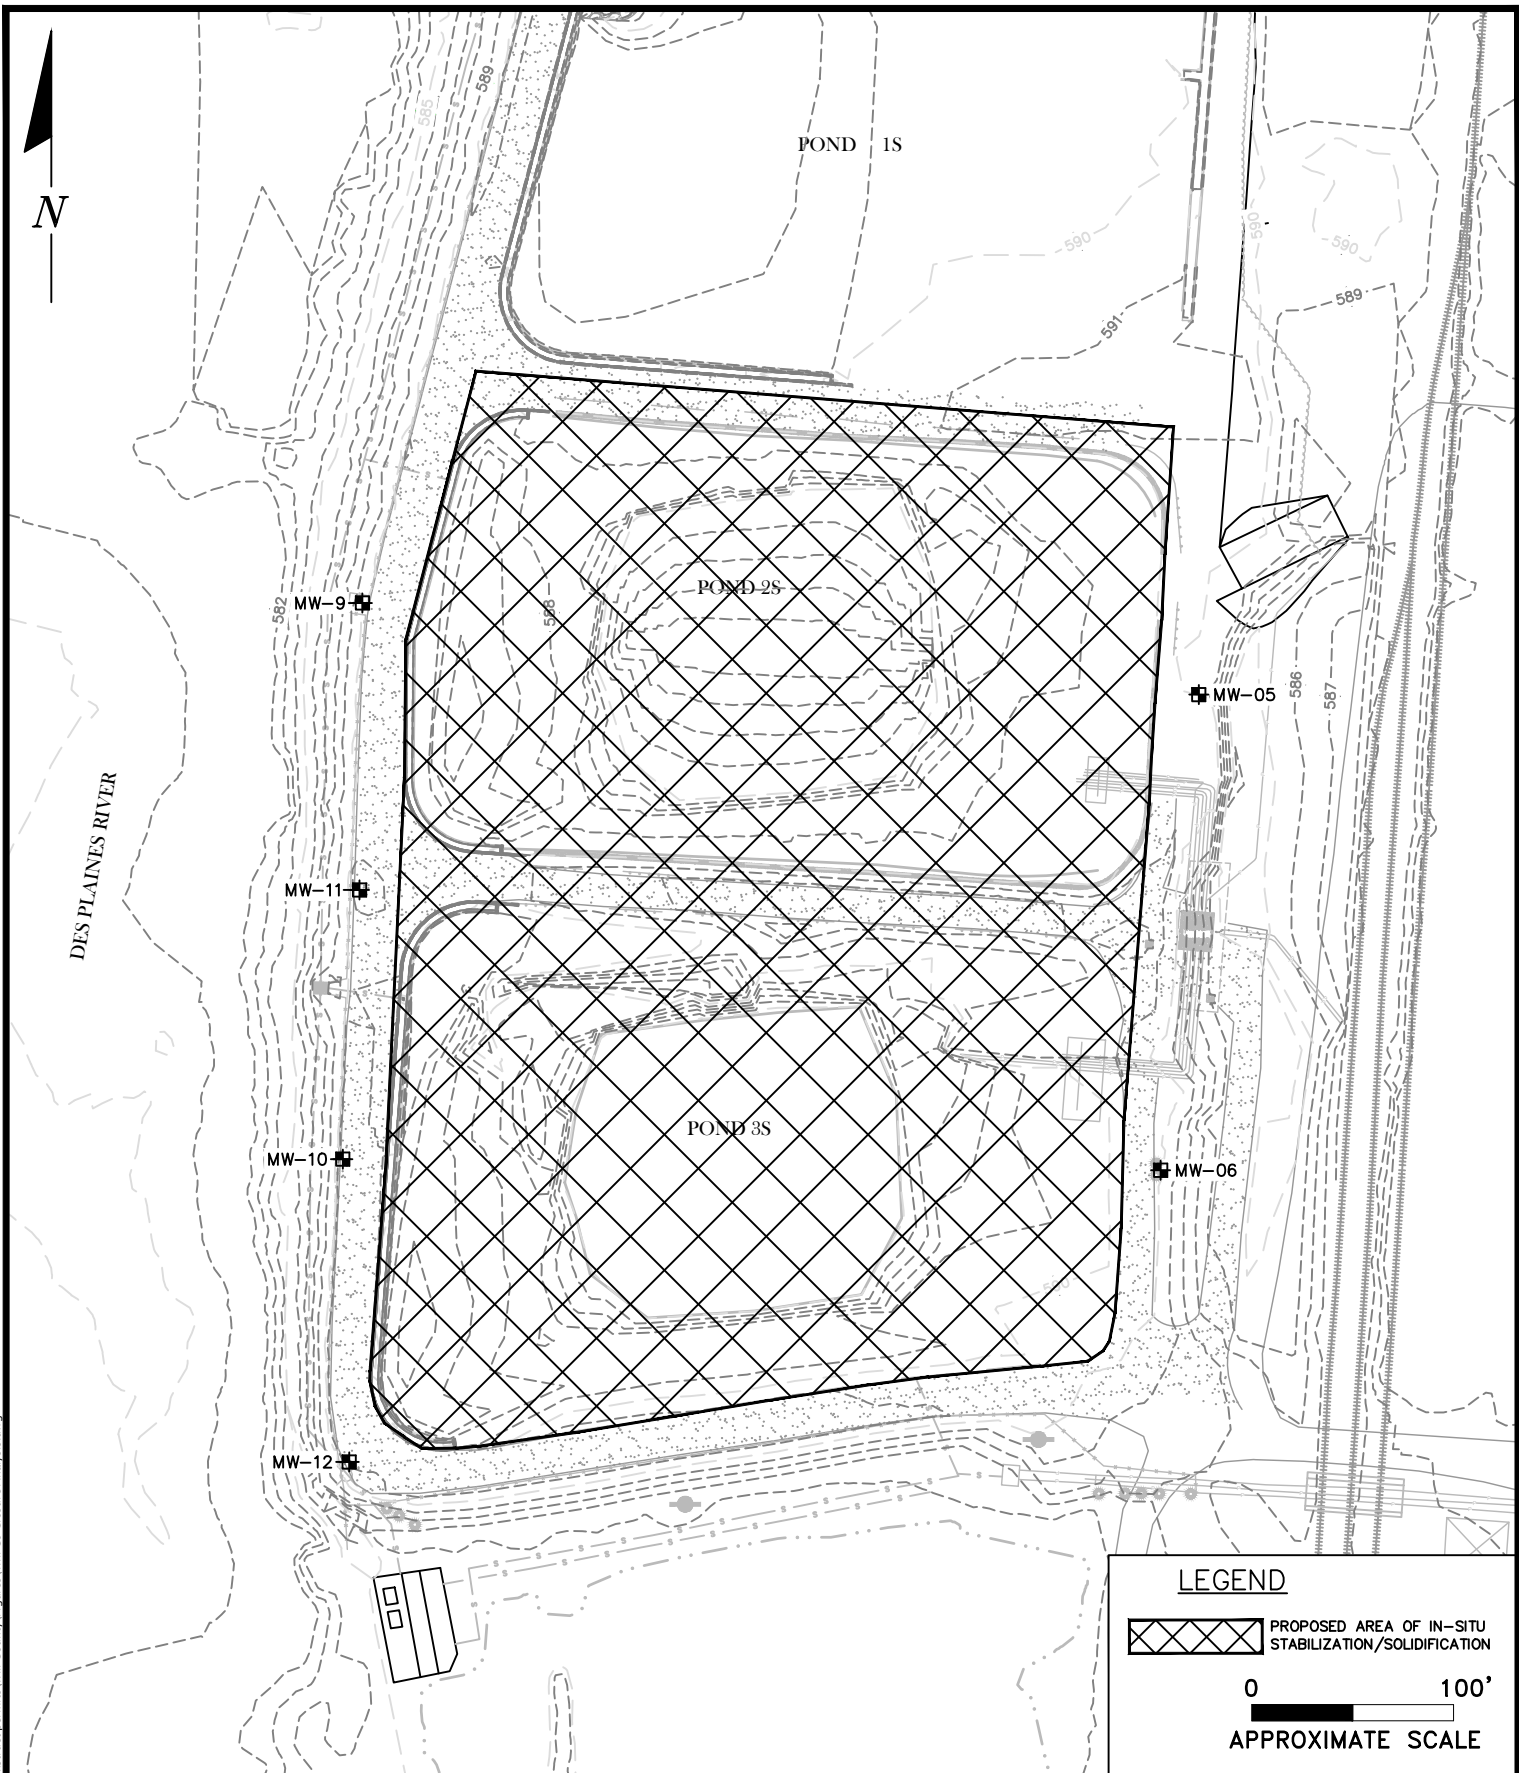 589
585
POND 1S
N
590
590
590
589
591
POND 2S
588
582
MW-9
586
587
MW-05
DES PLAINES RIVER
MW-11
POND 3S
MW-10
MW-06
MW-12
LEGEND
PROPOSED AREA OF IN-SITU
STABILIZATION/SOLIDIFICATION
0 100'
APPROXIMATE SCALE